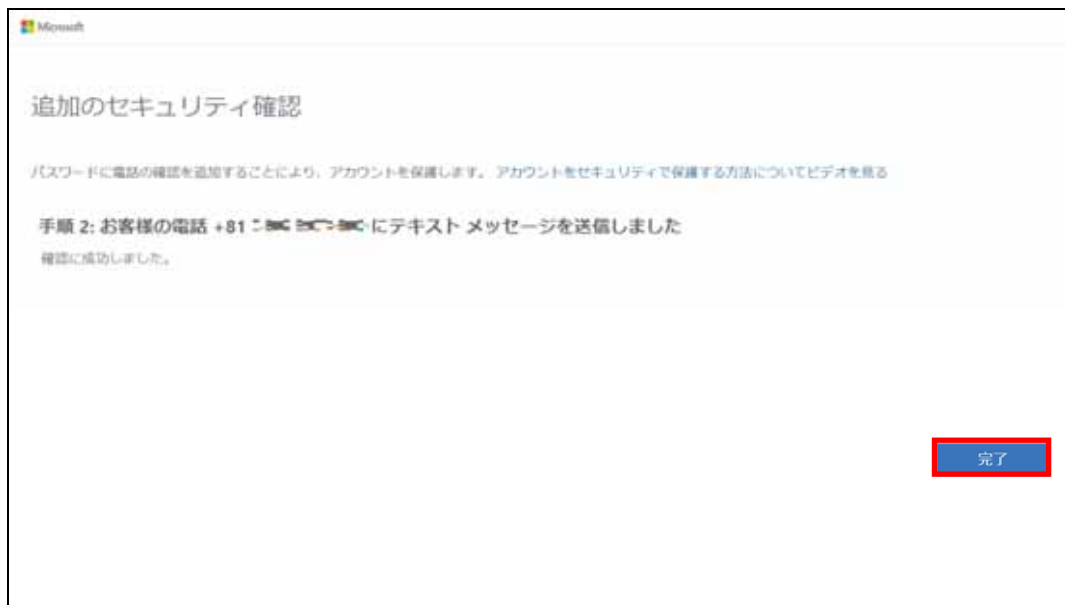 Microsoft
追加のセキュリティ確認
パスワードに電話の確認を追加することにより、アカウントを保護します。 アカウントをセキュリティで保護する方法についてビデオを見る
手順 2: お客様の電話 +81 にテキスト メッセージを送信しました
確認に成功しました。
完了